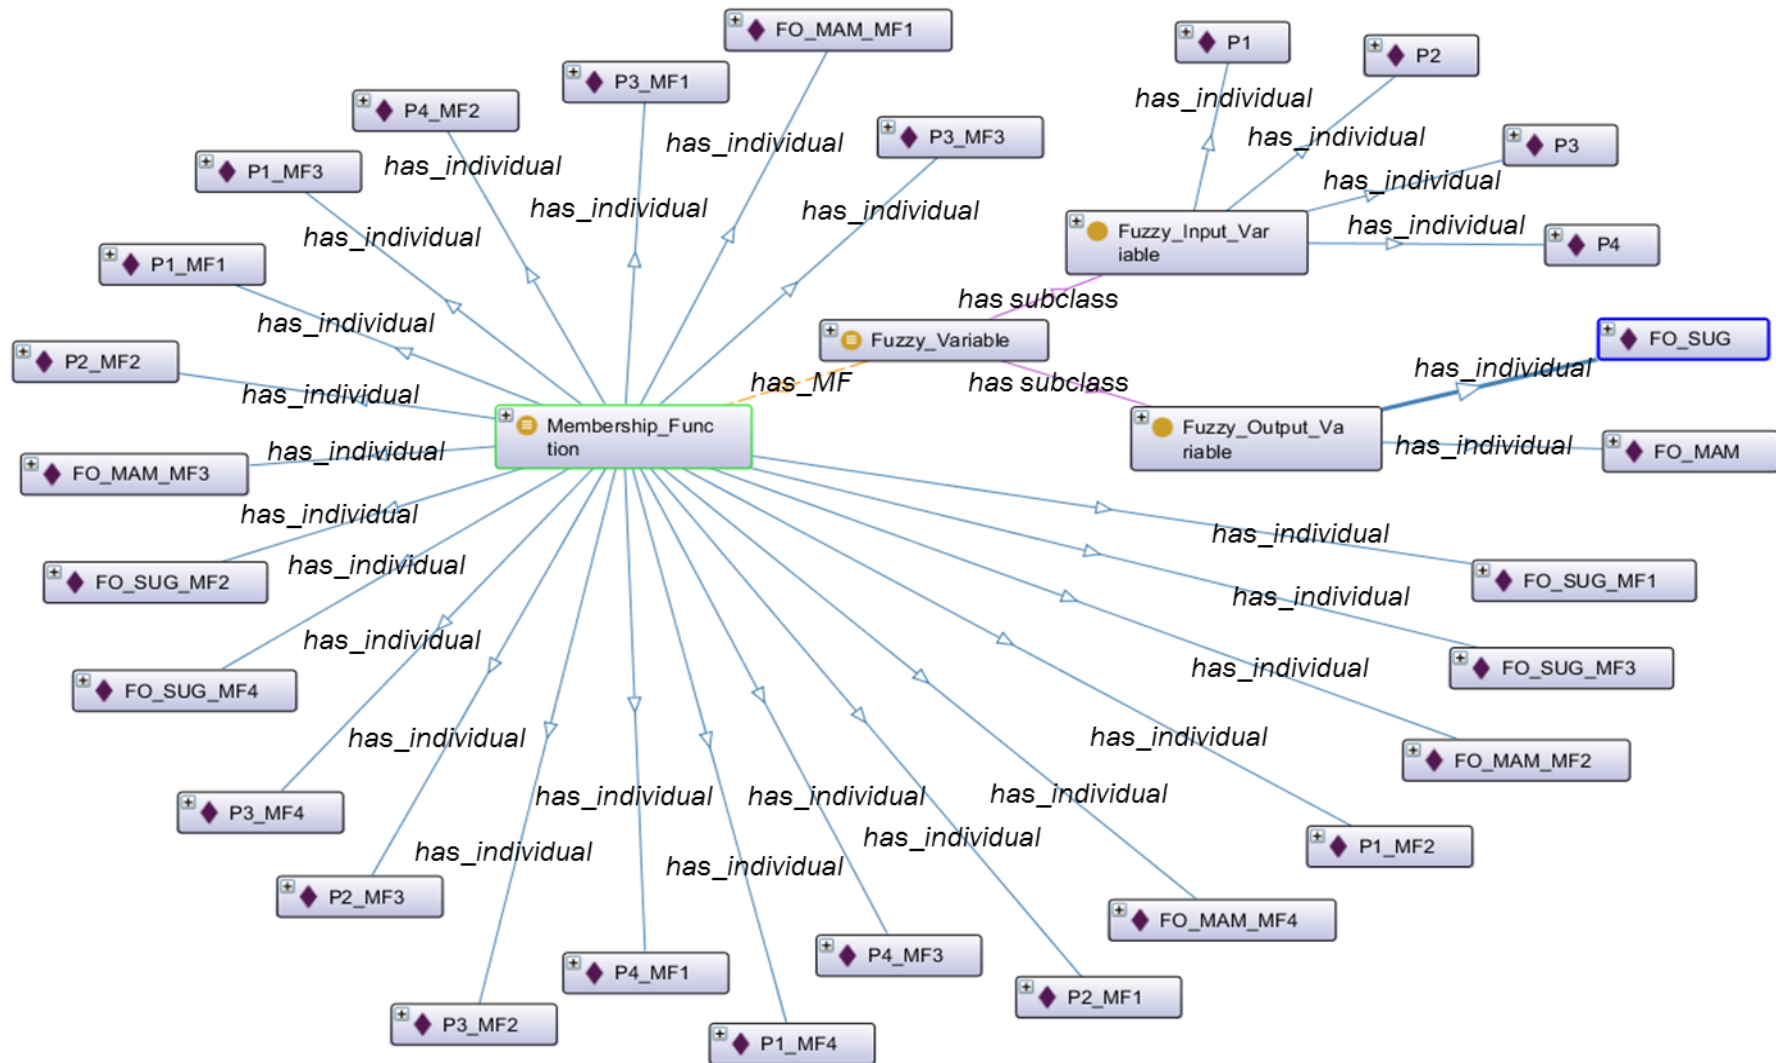 FO_MAM_MF1
P1
P2
P3_MF1
has_individual
P4_MF2
has_individual
P3_MF3
has_individual
P3
has_individual
P1_MF3
has_individual
has_individual
has_individual
has_individual
has_individual
Fuzzy_Input_Var
iable
P4
has_individual
P1_MF1
has subclass
has_individual
Fuzzy_Variable
FO_SUG
P2_MF2
has_individual
has_MF
has subclass
has_individual
Membership_Func
tion
Fuzzy_Output_Va
riable
has_individual
FO_MAM
FO_MAM_MF3
has_individual
has_individual
has_individual
FO_SUG_MF2
has_individual
FO_SUG_MF1
has_individual
has_individual
FO_SUG_MF3
has_individual
FO_SUG_MF4
has_individual
has_individual
FO_MAM_MF2
has_individual
has_individual
has_individual
P3_MF4
has_individual
P1_MF2
has_individual
has_individual
P2_MF3
FO_MAM_MF4
P4_MF3
P4_MF1
P2_MF1
P3_MF2
P1_MF4